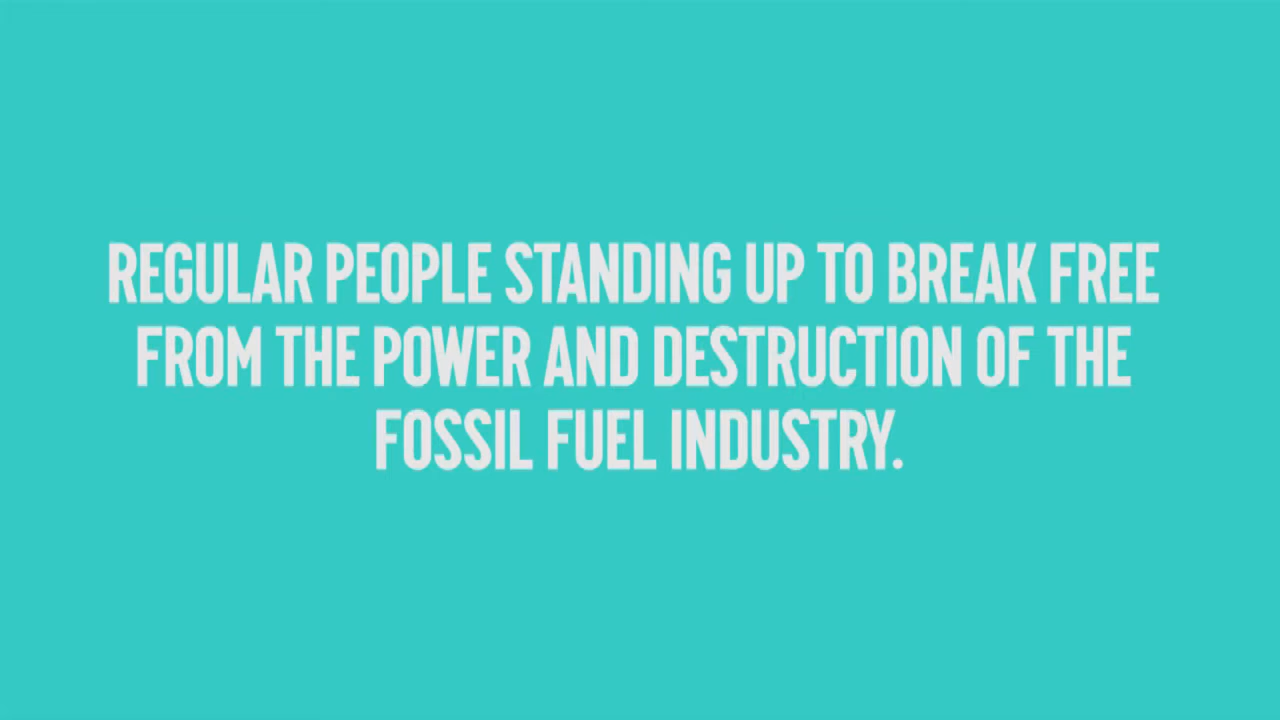 REGULAR PEOPLE STANDING UP TO BREAK FREE
FROM THE POWER AND DESTRUCTION OF THE
FOSSIL FUEL INDUSTRY.